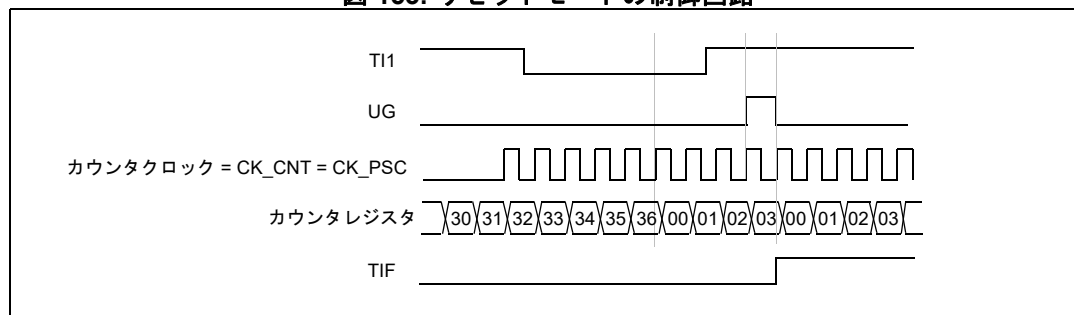 TI1
UG
カウンタクロック = CK_CNT = CK_PSC
カウンタレジスタ 30 31 32 33 34 35 36 00 01 02 03 00 01 02 03
TIF